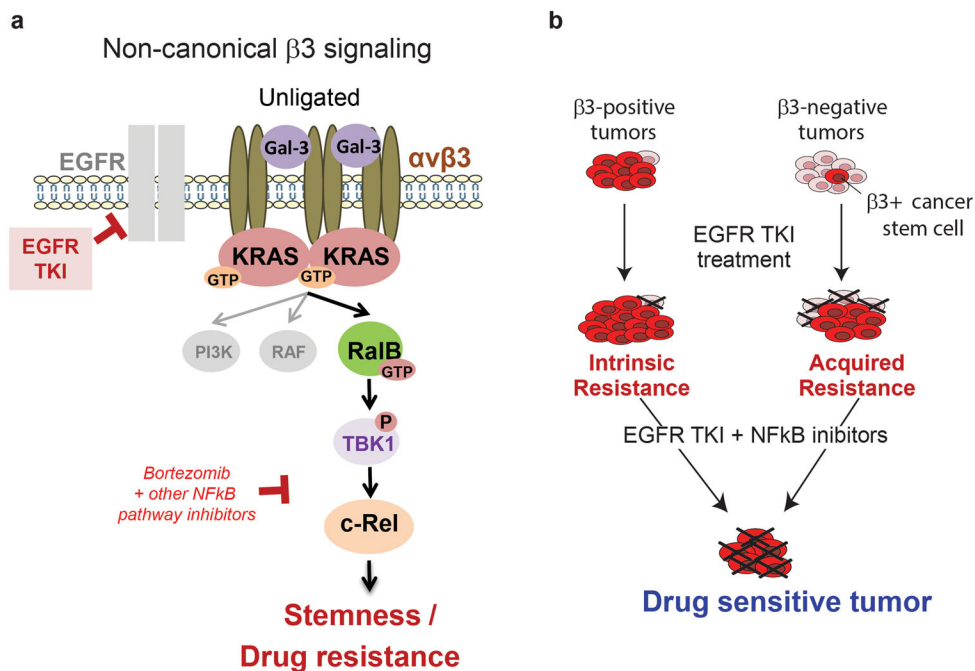 a
Non-canonical β3 signaling
Unligated
Gal-3
Gal-3
EGFR
αvβ3
EGFR
TKI
KRAS
KRAS
GTP
GTP
PI3K
RAF
RalB
GTP
P
TBK1
Bortezomib
+ other NFkB
pathway inhibitors
c-Rel
Stemness /
Drug resistance
b
β3-positive
tumors
β3-negative
tumors
β3+ cancer
stem cell
EGFR TKI
treatment
Intrinsic
Resistance
Acquired
Resistance
EGFR TKI + NFkB inibitors
Drug sensitive tumor